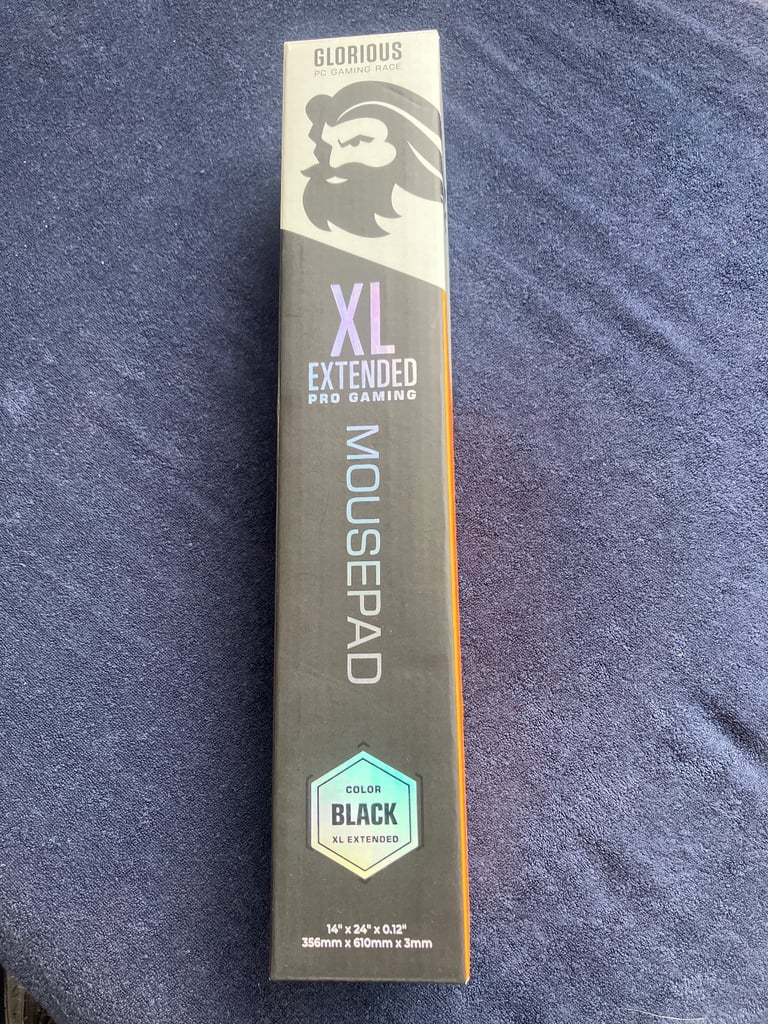 GLORIOUS
PC GAMING RACE
XL
EXTENDED
PRO GAMING
MOUSEPAD
COLOR
BLACK
XL EXTENDED
14" x 24" x 0.12"
356mm x 610mm x 3mm